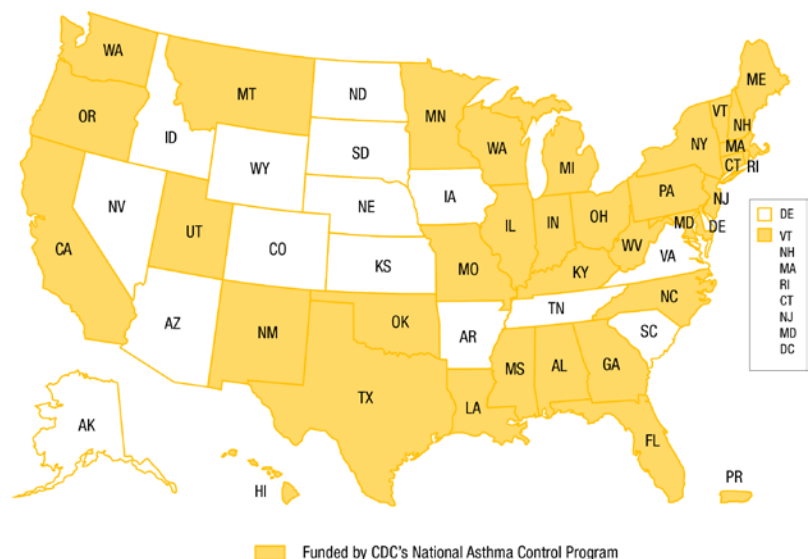 WA
MT
ND
MN
ME
OR
ID
SD
WA
MI
NY
VT
NH
MA
CT
RI
WY
IA
PA
NJ
NV
NE
IL
IN
OH
MD
DE
UT
CO
WV
VA
CA
KS
MO
KY
AZ
NM
OK
AR
TN
NC
SC
MS
AL
GA
TX
LA
FL
AK
HI
PR
DE
VT
NH
MA
RI
CT
NJ
MD
DC
Funded by CDC's National Asthma Control Program